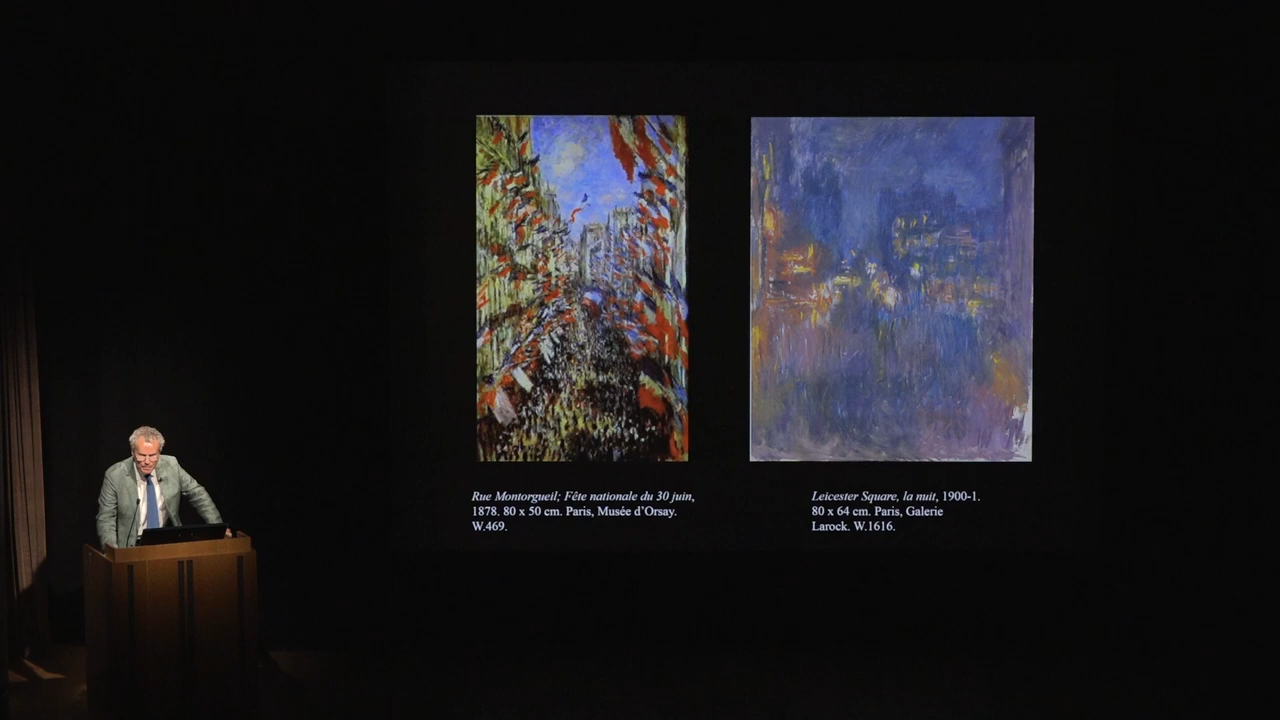 Rue Montorgueil; Fête nationale du 30 juin,
1878. 80 x 50 cm. Paris, Musée d’Orsay.
W.469.
Leicester Square, la nuit, 1900-1.
80 x 64 cm. Paris, Galerie
Larock. W.1616.